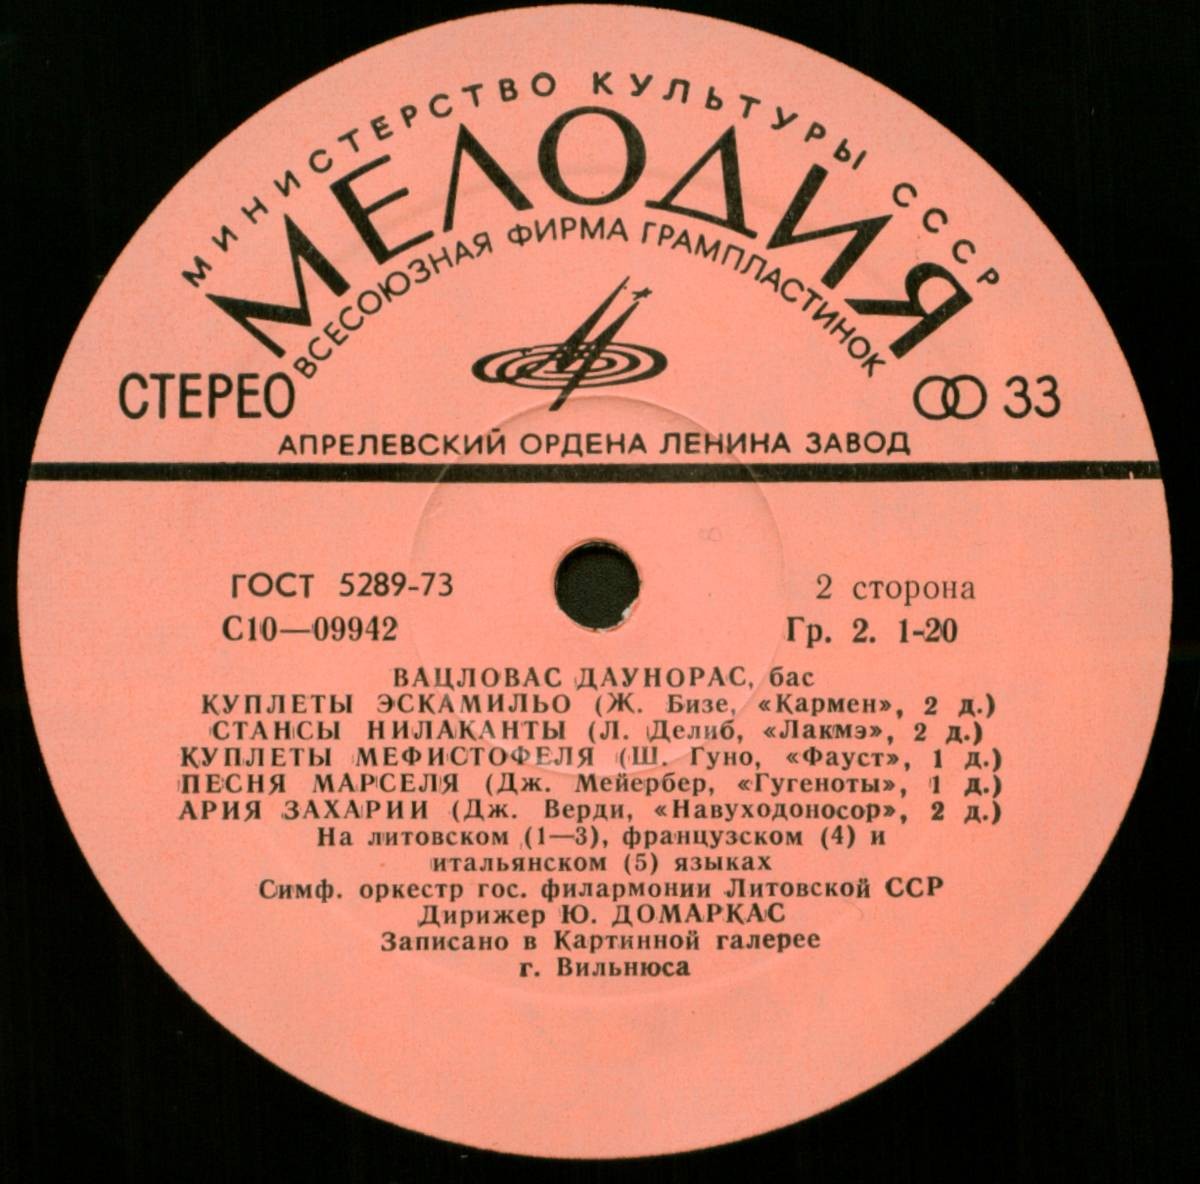 МИНИСТЕРСТВО КУЛЬТУРЫ СССР
МЕЛОДИЯ
ВСЕСОЮЗНАЯ ФИРМА ГРАМПЛАСТИНОК
СТЕРЕО
33
АПРЕЛЕВСКИЙ ОРДЕНА ЛЕНИНА ЗАВОД
ГОСТ 5289-73
2 сторона
С10—09942
Гр. 2. 1-20
ВАЦЛОВАС ДАУНОРАС, бас
КУПЛЕТЫ ЭСКАМИЛЬО (Ж. Бизе, «Кармен», 2 д.)
СТАНСЫ НИЛАКАНТЫ (Л. Делиб, «Лакмэ», 2 д.)
КУПЛЕТЫ МЕФИСТОФЕЛЯ (Ш. Гуно, «Фауст», 1 д.)
ПЕСНЯ МАРСЕЛЯ (Дж. Мейербер, «Гугеноты», 1 д.)
АРИЯ ЗАХАРИИ (Дж. Верди, «Навуходоносор», 2 д.)
На литовском (1—3), французском (4) и
итальянском (5) языках
Симф. оркестр гос. филармонии Литовской ССР
Дирижер Ю. ДОМАРКАС
Записано в Картинной галерее
г. Вильнюса